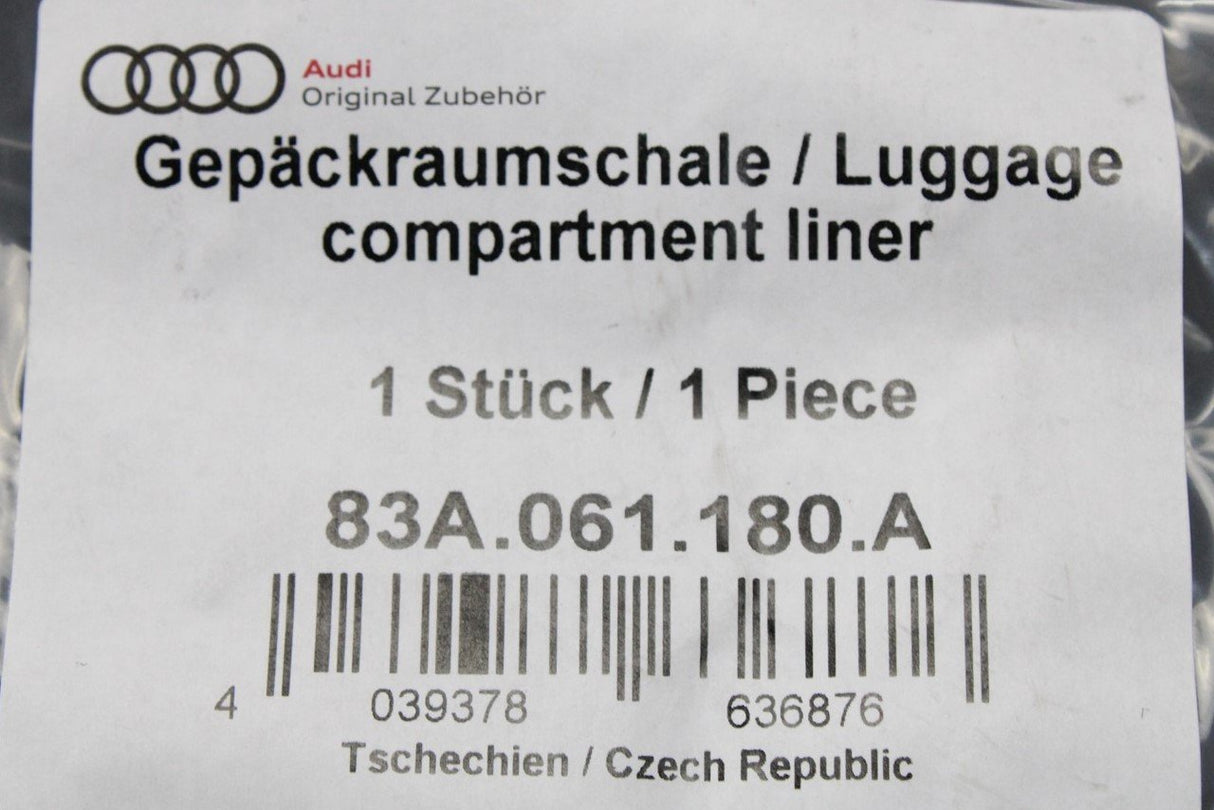 Audi
Original Zubehör
Gepäckraumschale / Luggage
compartment liner
1 Stück / 1 Piece
83A.061.180.A
4 039378 636876
Tschechien / Czech Republic